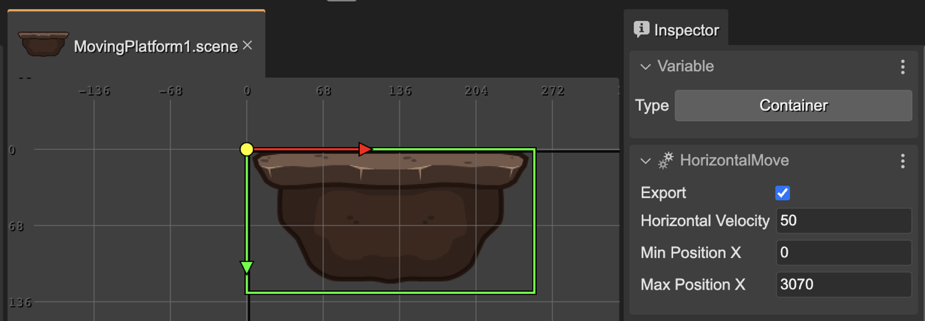 MovingPlatform1.scene ×
Inspector
Variable
Type Container
HorizontalMove
Export
Horizontal Velocity 50
Min Position X 0
Max Position X 3070
-136 -68 0 68 136 204 272
0
68
136